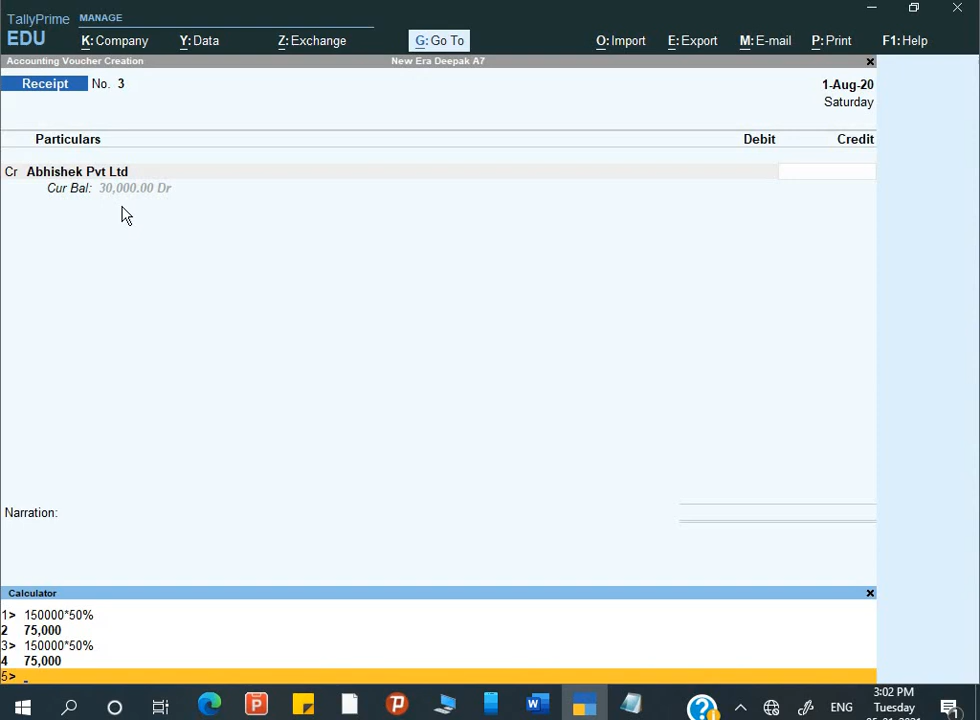 TallyPrime MANAGE
EDU K: Company Y: Data Z: Exchange G: Go To O: Import E: Export M: E-mail P: Print F1: Help
Accounting Voucher Creation New Era Deepak A7
Receipt No. 3 1-Aug-20
Saturday
Particulars Debit Credit
Cr Abhishek Pvt Ltd
Cur Bal: 30,000.00 Dr
Narration:
Calculator
1> 150000*50%
2 75,000
3> 150000*50%
4 75,000
5> _
3:02 PM
ENG Tuesday